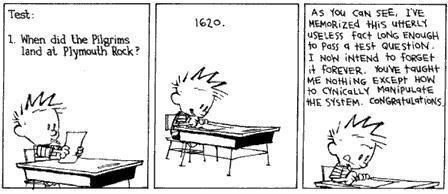 Test:
1. When did the Pilgrims
land at Plymouth Rock?
1620.
AS YOU CAN SEE, I'VE
MEMORIZED THIS UTTERLY
USELESS FACT LONG ENOUGH
TO PASS A TEST QUESTION.
I NOW INTEND TO FORGET
IT FOREVER. YOU'VE TAUGHT
ME NOTHING EXCEPT HOW
TO CYNICALLY MANIPULATE
THE SYSTEM. CONGRATULATIONS.